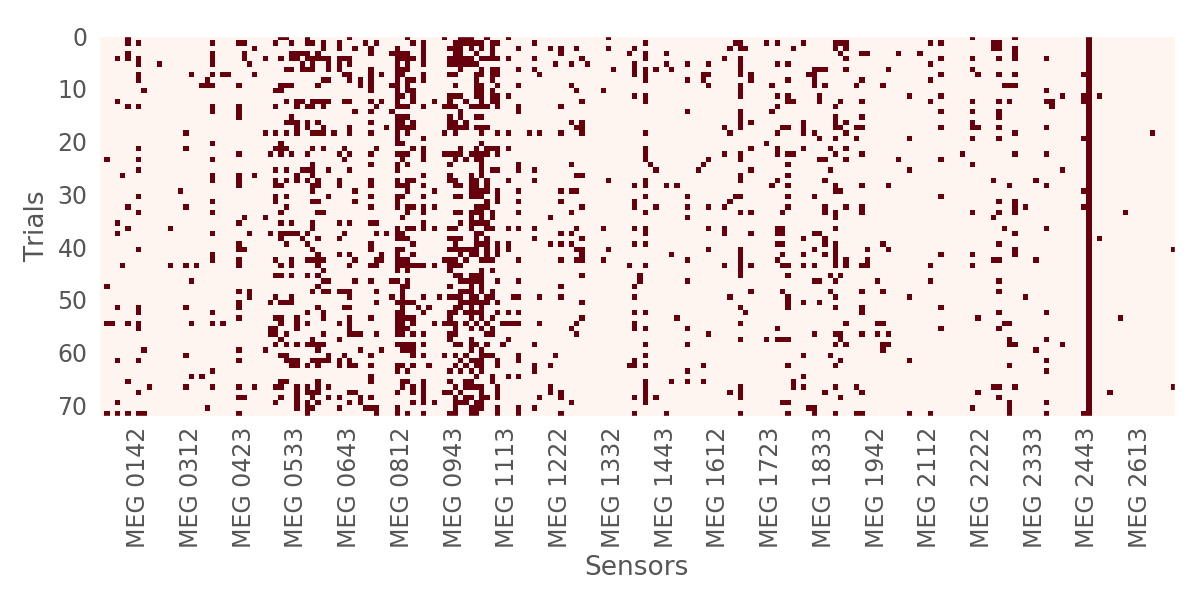 0
10
20
30
40
50
60
70
Trials
MEG 0142
MEG 0312
MEG 0423
MEG 0533
MEG 0643
MEG 0812
MEG 0943
MEG 1113
MEG 1222
MEG 1332
MEG 1443
MEG 1612
MEG 1723
MEG 1833
MEG 1942
MEG 2112
MEG 2222
MEG 2333
MEG 2443
MEG 2613
Sensors